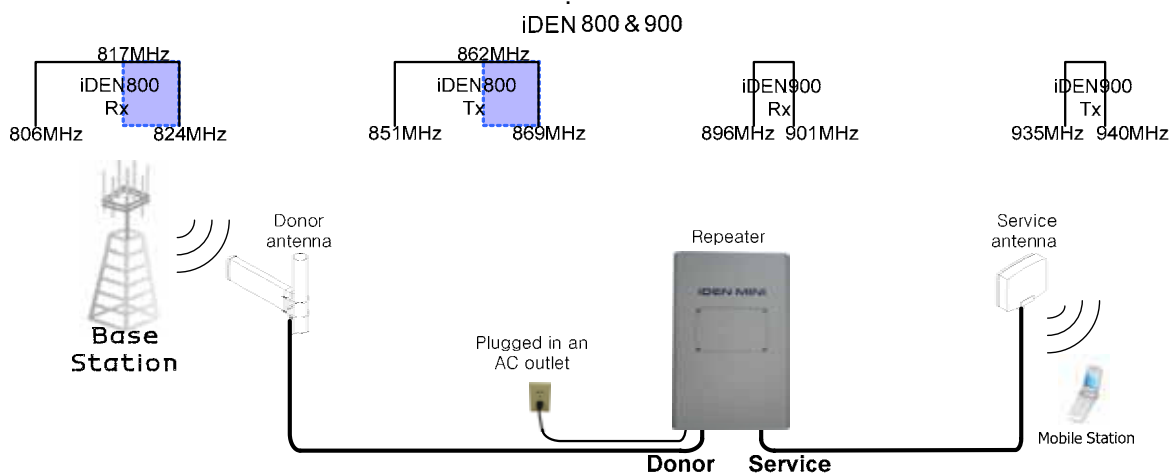 iDEN 800 & 900
817MHz
862MHz
iDEN800
Rx
iDEN800
Tx
iDEN900
Rx
iDEN900
Tx
806MHz
824MHz
851MHz
869MHz
896MHz
901MHz
935MHz
940MHz
Donor
antenna
Repeater
Service
antenna
iDEN MINI
Base
Station
Plugged in an
AC outlet
Mobile Station
Donor
Service